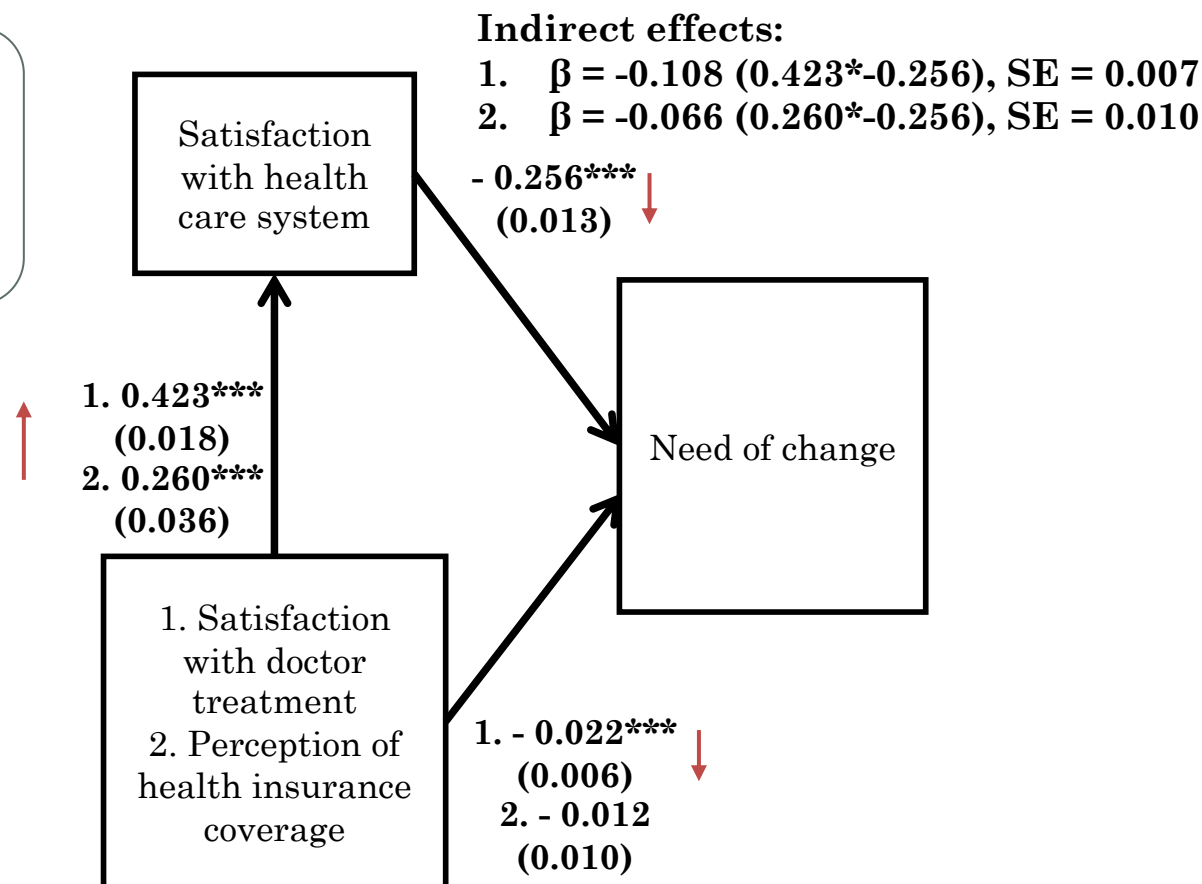 Indirect effects:
1. β = -0.108 (0.423*-0.256), SE = 0.007
2. β = -0.066 (0.260*-0.256), SE = 0.010
Satisfaction
with health
care system
- 0.256***
(0.013)
1. 0.423***
(0.018)
2. 0.260***
(0.036)
Need of change
1. Satisfaction
with doctor
treatment
2. Perception of
health insurance
coverage
1. - 0.022***
(0.006)
2. - 0.012
(0.010)